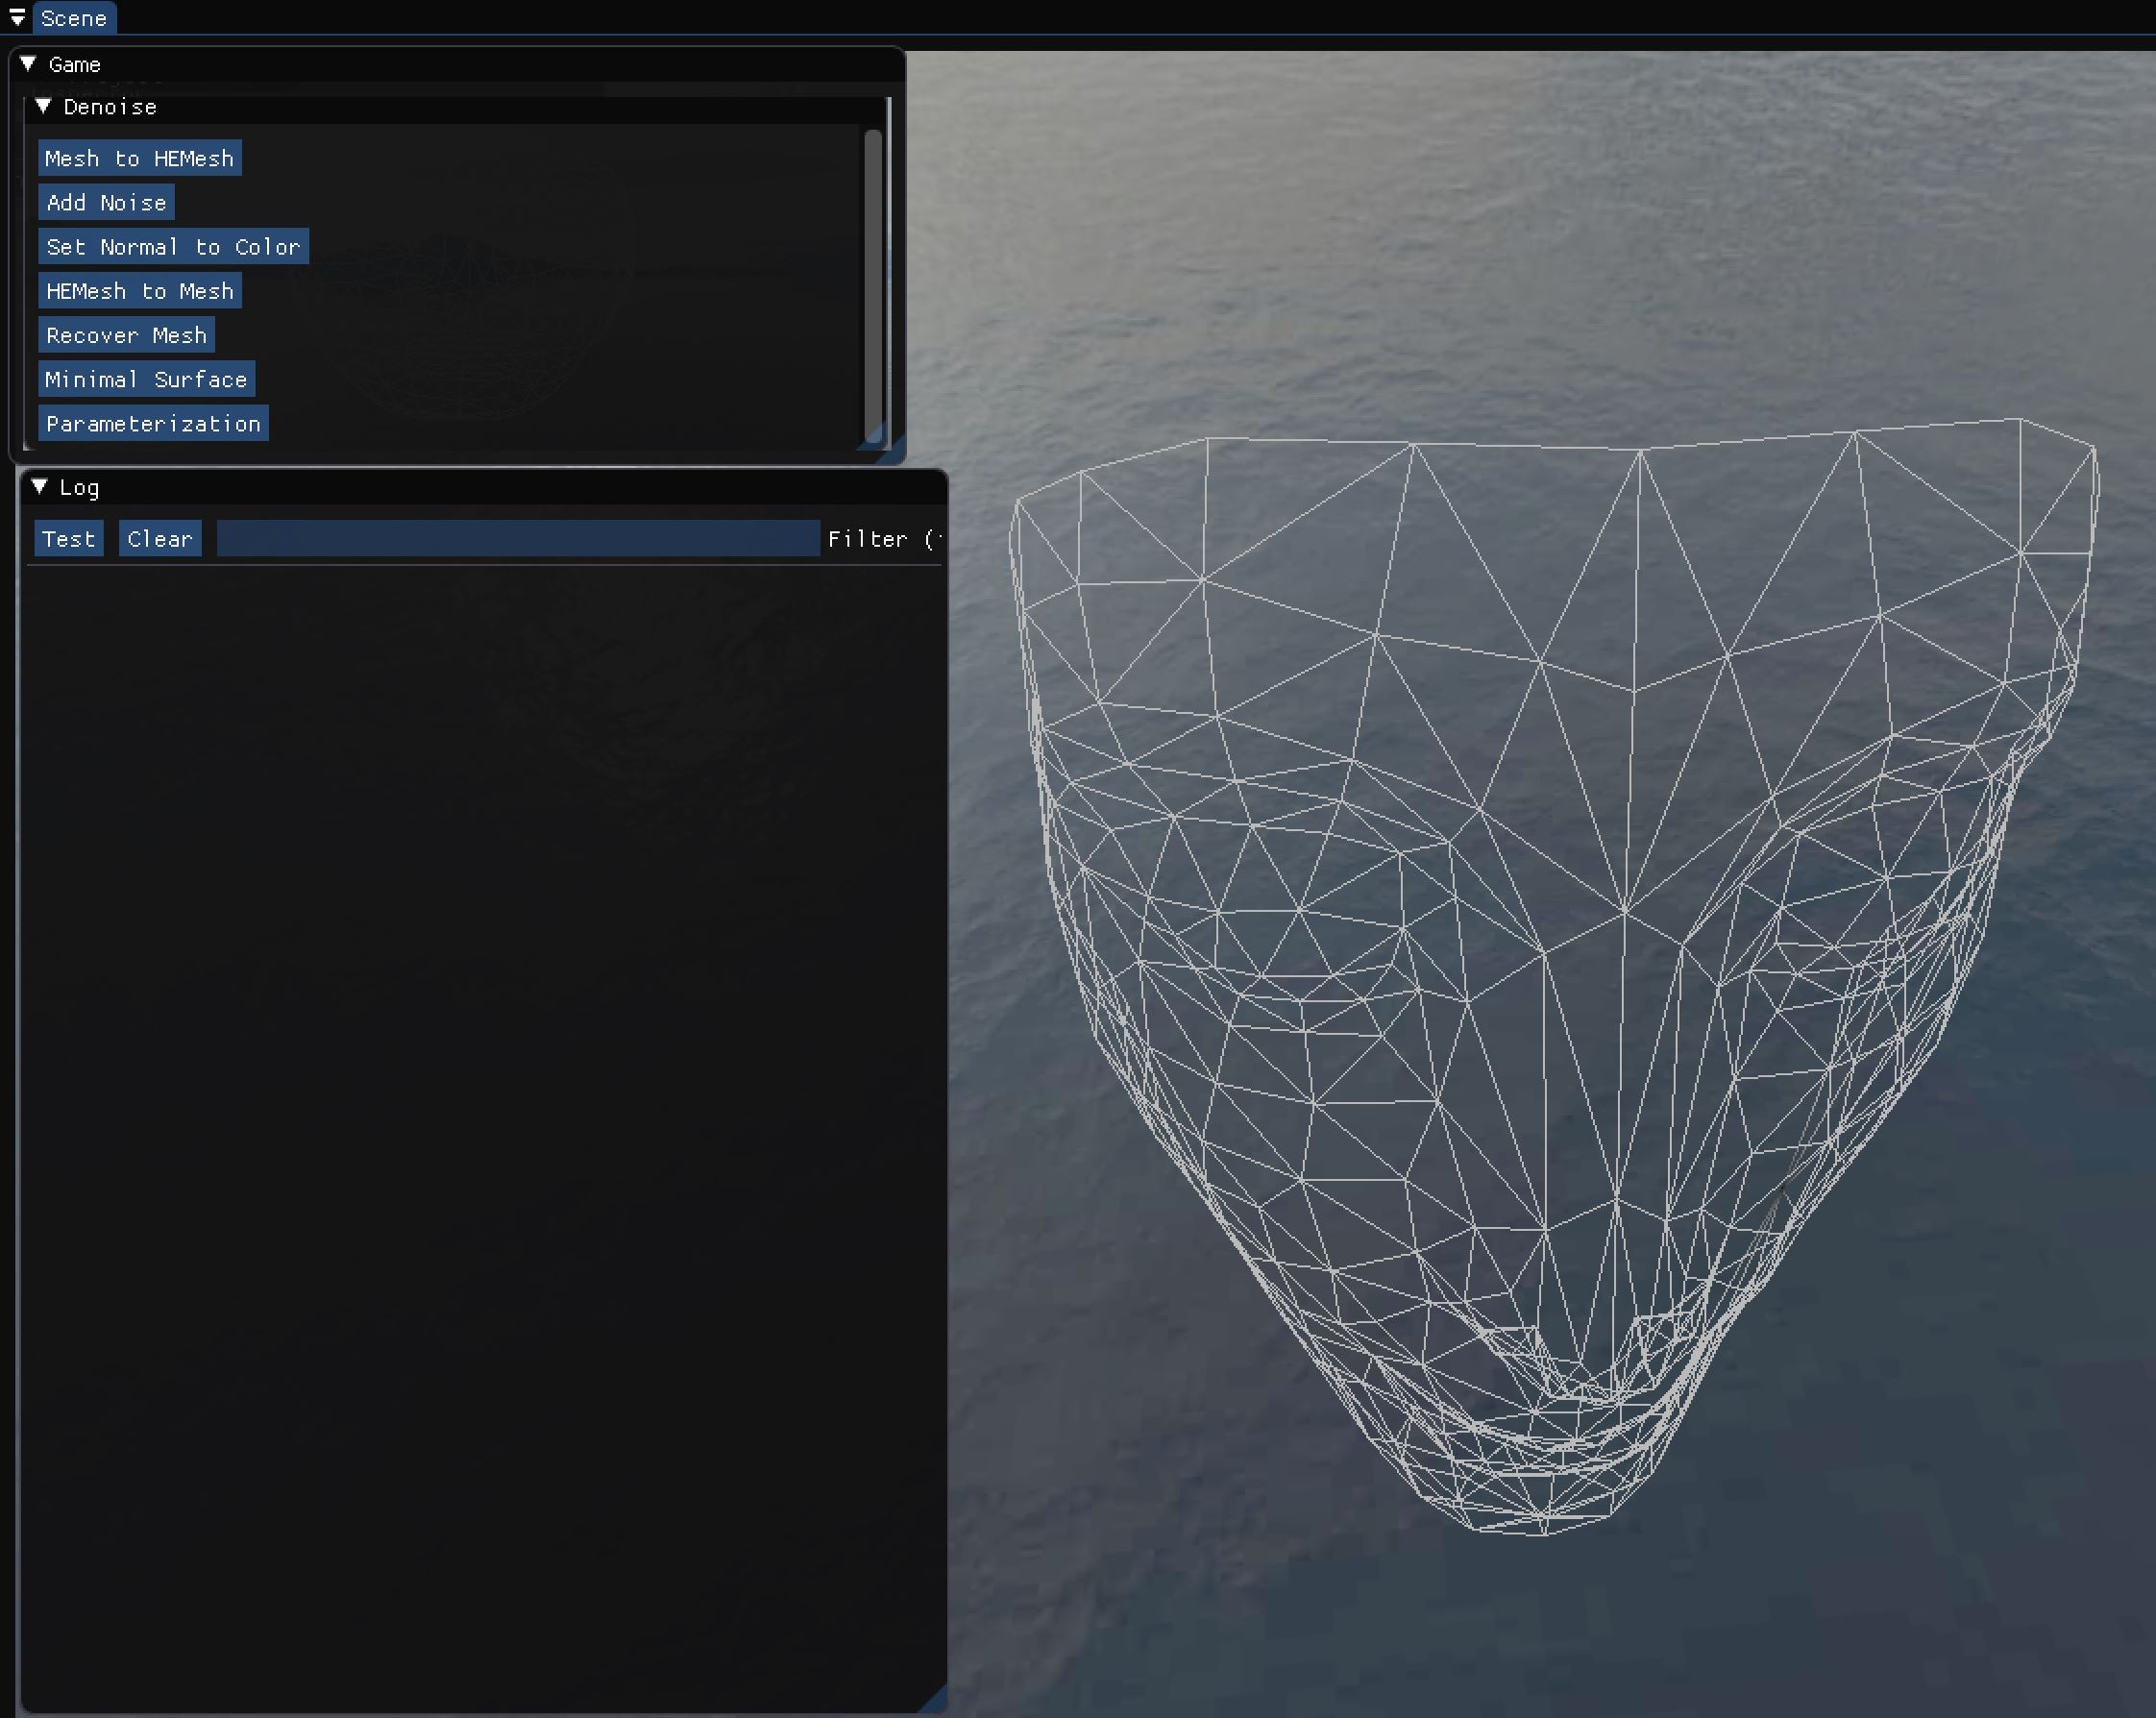 Scene
Game
Denoise
Mesh to HEMesh
Add Noise
Set Normal to Color
HEMesh to Mesh
Recover Mesh
Minimal Surface
Parameterization
Log
Test Clear Filter (